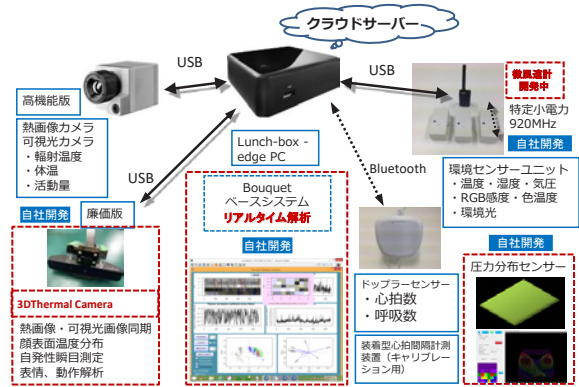 クラウドサーバー
USB
USB
微風速計
開発中
特定小電力
920MHz
自社開発
高機能版
熱画像カメラ
可視光カメラ
・輻射温度
・体温
・活動量
USB
Lunch-box -
edge PC
Bluetooth
環境センサーユニット
・温度・湿度・気圧
・RGB感度・色温度
・環境光
自社開発
廉価版
Bouquet
ベースシステム
リアルタイム解析
自社開発
自社開発
圧力分布センサー
3DThermal Camera
熱画像・可視光画像同期
顔表面温度分布
自発性瞬目測定
表情、動作解析
ドップラーセンサー
・心拍数
・呼吸数
装着型心拍間隔計測
装置（キャリブレー
ション用）